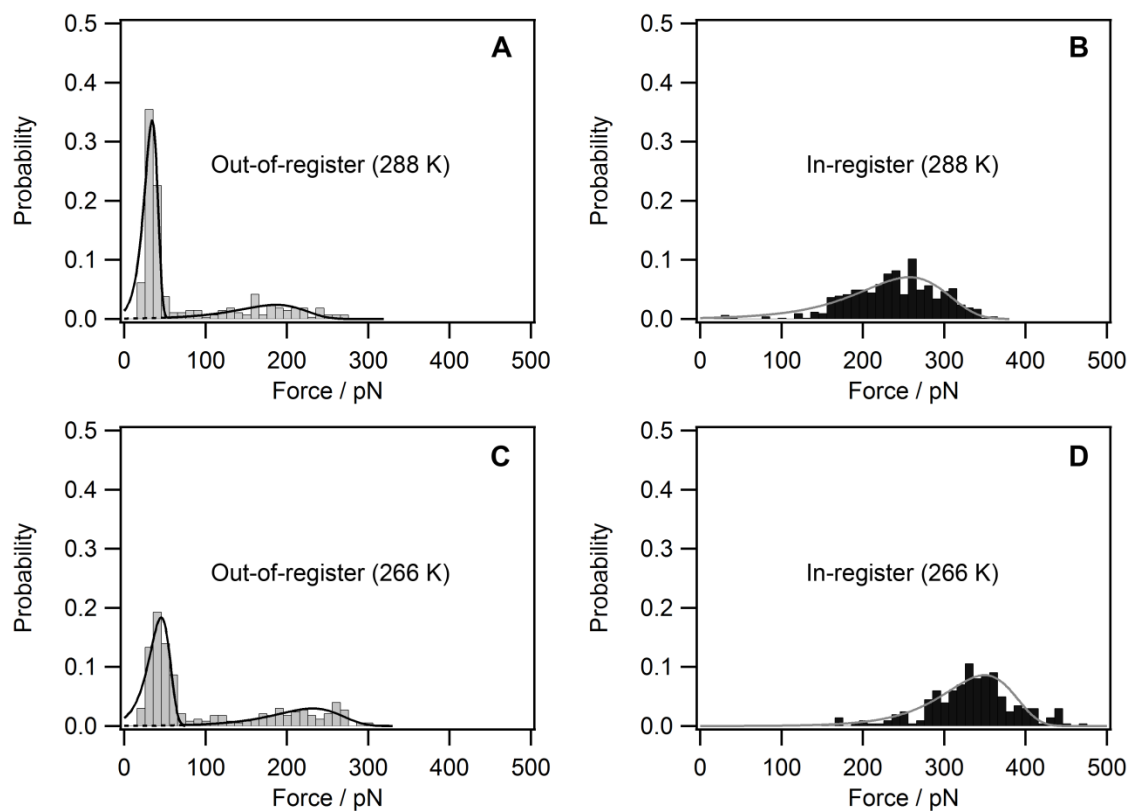 A
Probability
0.5
0.4
0.3
0.2
0.1
0.0
Out-of-register (288 K)
0 100 200 300 400 500
Force / pN
B
Probability
0.5
0.4
0.3
0.2
0.1
0.0
In-register (288 K)
0 100 200 300 400 500
Force / pN
C
Probability
0.5
0.4
0.3
0.2
0.1
0.0
Out-of-register (266 K)
0 100 200 300 400 500
Force / pN
D
Probability
0.5
0.4
0.3
0.2
0.1
0.0
In-register (266 K)
0 100 200 300 400 500
Force / pN